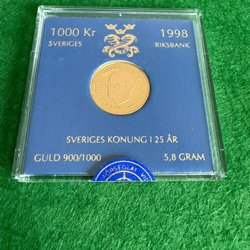 1000 Kr 1998
SVERIGES RIKSBANK
SVERIGES KONUNG I 25 ÅR
GULD 900/1000 5,8 GRAM